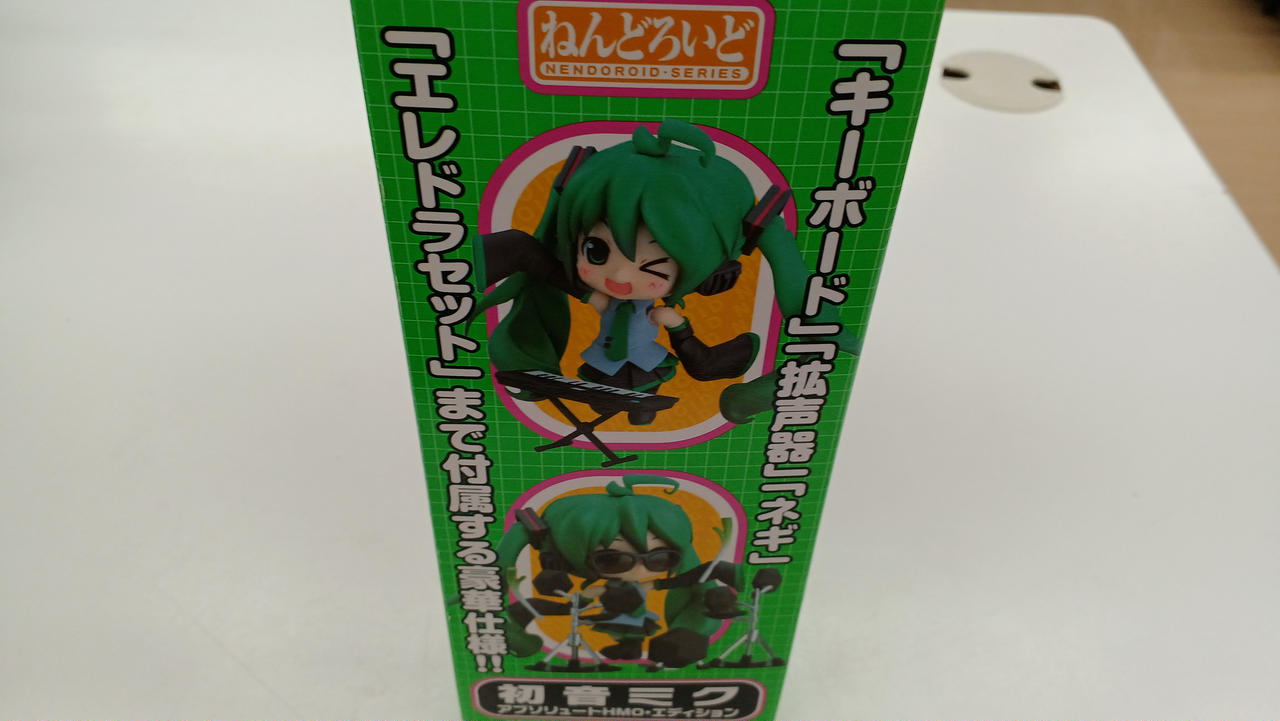 ねんどろいど
NENDOROID・SERIES
「キーボード」「拡声器」「ネギ」
「エレドラセット」まで付属する豪華仕様!!
初音ミク
アブソリュートHMO・エディション